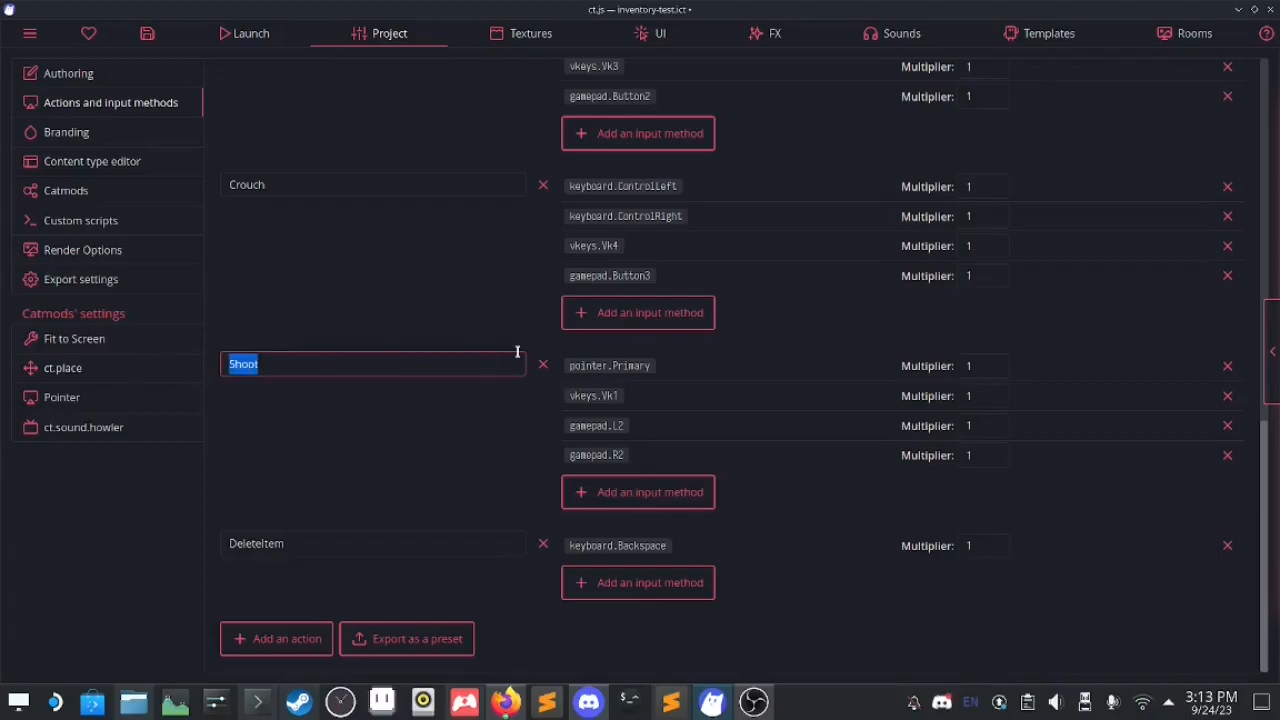 ct.js — inventory-test.ict •
Launch
Project
Textures
UI
FX
Sounds
Templates
Rooms
Authoring
Actions and input methods
Branding
Content type editor
Catmods
Custom scripts
Render Options
Export settings
Catmods' settings
Fit to Screen
ct.place
Pointer
ct.sound.howler
vkeys.Vk3 Multiplier: 1
gamepad.Button2 Multiplier: 1
+ Add an input method
Crouch
keyboard.ControlLeft Multiplier: 1
keyboard.ControlRight Multiplier: 1
vkeys.Vk4 Multiplier: 1
gamepad.Button3 Multiplier: 1
+ Add an input method
Shoot
pointer.Primary Multiplier: 1
vkeys.Vk1 Multiplier: 1
gamepad.L2 Multiplier: 1
gamepad.R2 Multiplier: 1
+ Add an input method
DeleteItem
keyboard.Backspace Multiplier: 1
+ Add an input method
+ Add an action
Export as a preset
EN
3:13 PM
9/24/23